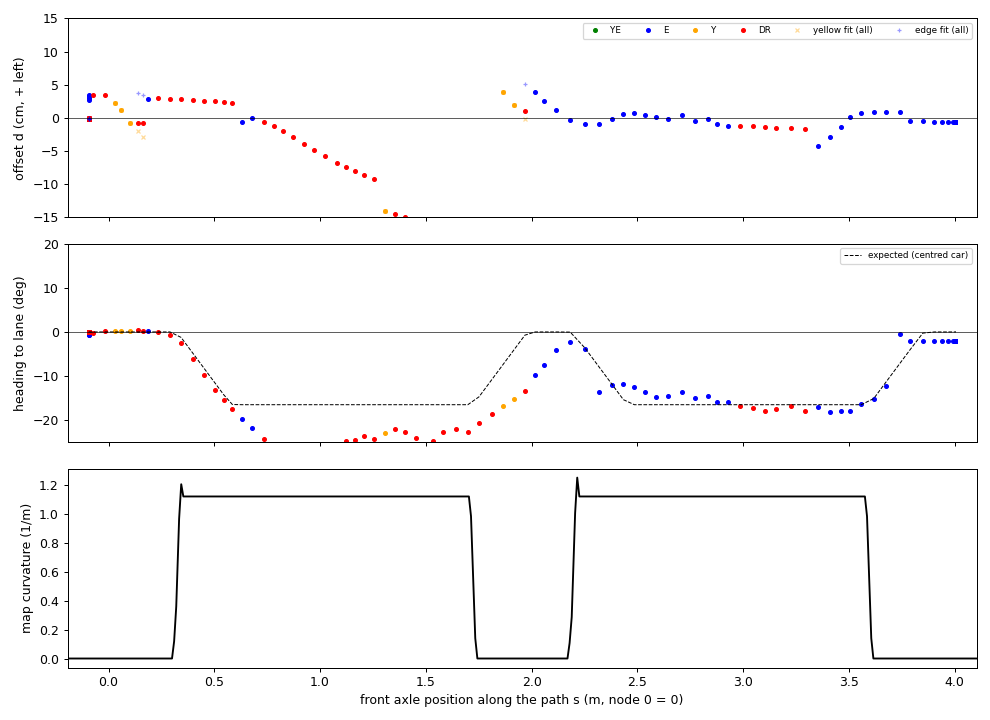 15
10
5
0
−5
−10
−15
offset d (cm, + left)
YE E Y DR yellow fit (all) edge fit (all)
20
10
0
−10
−20
heading to lane (deg)
expected (centred car)
1.2
1.0
0.8
0.6
0.4
0.2
0.0
map curvature (1/m)
0.0 0.5 1.0 1.5 2.0 2.5 3.0 3.5 4.0
front axle position along the path s (m, node 0 = 0)